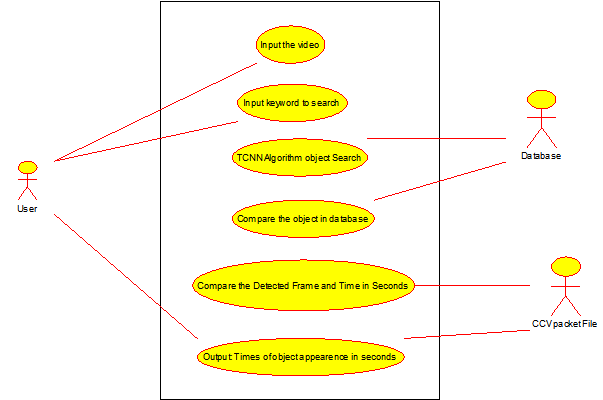 Input the video
Input keyword to search
TCNN Algorithm object Search
Database
User
Compare the object in database
Compare the Detected Frame and Time in Seconds
CCV packet File
Output: Times of object appearence in seconds